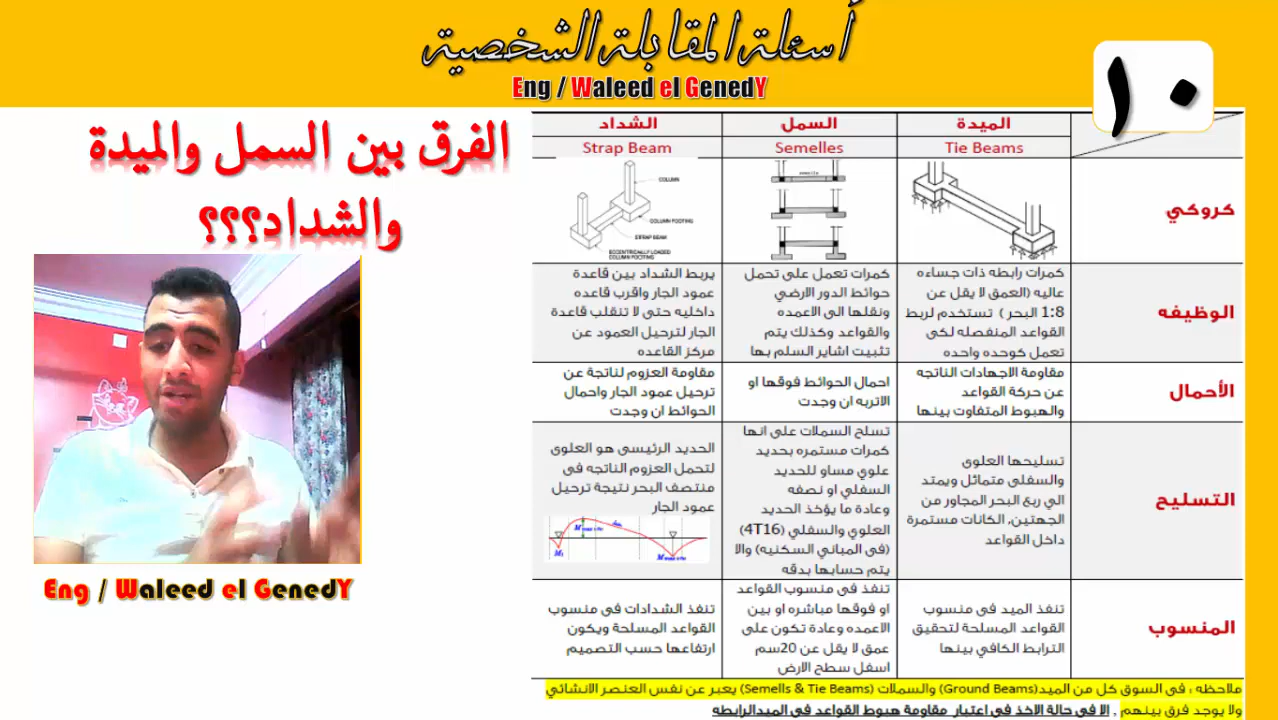 أسئلة المقابلة الشخصية
Eng / Waleed el GenedY
١٠
الفرق بين السمل والميدة
والشداد؟؟؟
Eng / Waleed el GenedY
الميدة
السمل
الشداد
Tie Beams
Semelles
Strap Beam
كروكي
COLUMN
COLUMN FOOTING
STRAP BEAM
ECCENTRICALLY LOADED
COLUMN FOOTING
الوظيفه
كمرات رابطه ذات جساءه
عاليه (العمق لا يقل عن
1:8 البحر ) تستخدم لربط
القواعد المنفصله لكى
تعمل كوحده واحده
كمرات تعمل على تحمل
حوائط الدور الارضي
ونقلها الى الاعمده
والقواعد وكذلك يتم
تثبيت اشاير السلم بها
يربط الشداد بين قاعدة
عمود الجار واقرب قاعده
داخليه حتى لا تنقلب قاعدة
الجار لترحيل العمود عن
مركز القاعده
الأحمال
مقاومة الاجهادات الناتجه
عن حركة القواعد
والهبوط المتفاوت بينها
احمال الحوائط فوقها او
الاتربه ان وجدت
مقاومة العزوم لناتجة عن
ترحيل عمود الجار واحمال
الحوائط ان وجدت
التسليح
تسليحها العلوى
والسفلى متماثل ويمتد
الي ربع البحر المجاور من
الجهتين, الكانات مستمرة
داخل القواعد
تسلح السملات على انها
كمرات مستمره بحديد
علوي مساو للحديد
السفلي او نصفه
وعادة ما يؤخذ الحديد
العلوي والسفلي (4T16)
(فى المباني السكنيه) والا
يتم حسابها بدقه
الحديد الرئيسى هو العلوى
لتحمل العزوم الناتجه فى
منتصف البحر نتيجة ترحيل
عمود الجار
المنسوب
تنفذ الميد فى منسوب
القواعد المسلحة لتحقيق
الترابط الكافي بينها
تنفذ فى منسوب القواعد
او فوقها مباشره او بين
الاعمده وعادة تكون على
عمق لا يقل عن 20سم
اسفل سطح الارض
تنفذ الشدادات فى منسوب
القواعد المسلحة ويكون
ارتفاعها حسب التصميم
ملاحظه : فى السوق كل من الميد(Ground Beams) والسملات (Semells & Tie Beams) يعبر عن نفس العنصر الانشائي
ولا يوجد فرق بينهم , الا فى حالة الاخذ فى اعتبار مقاومة هبوط القواعد فى الميدالرابطه